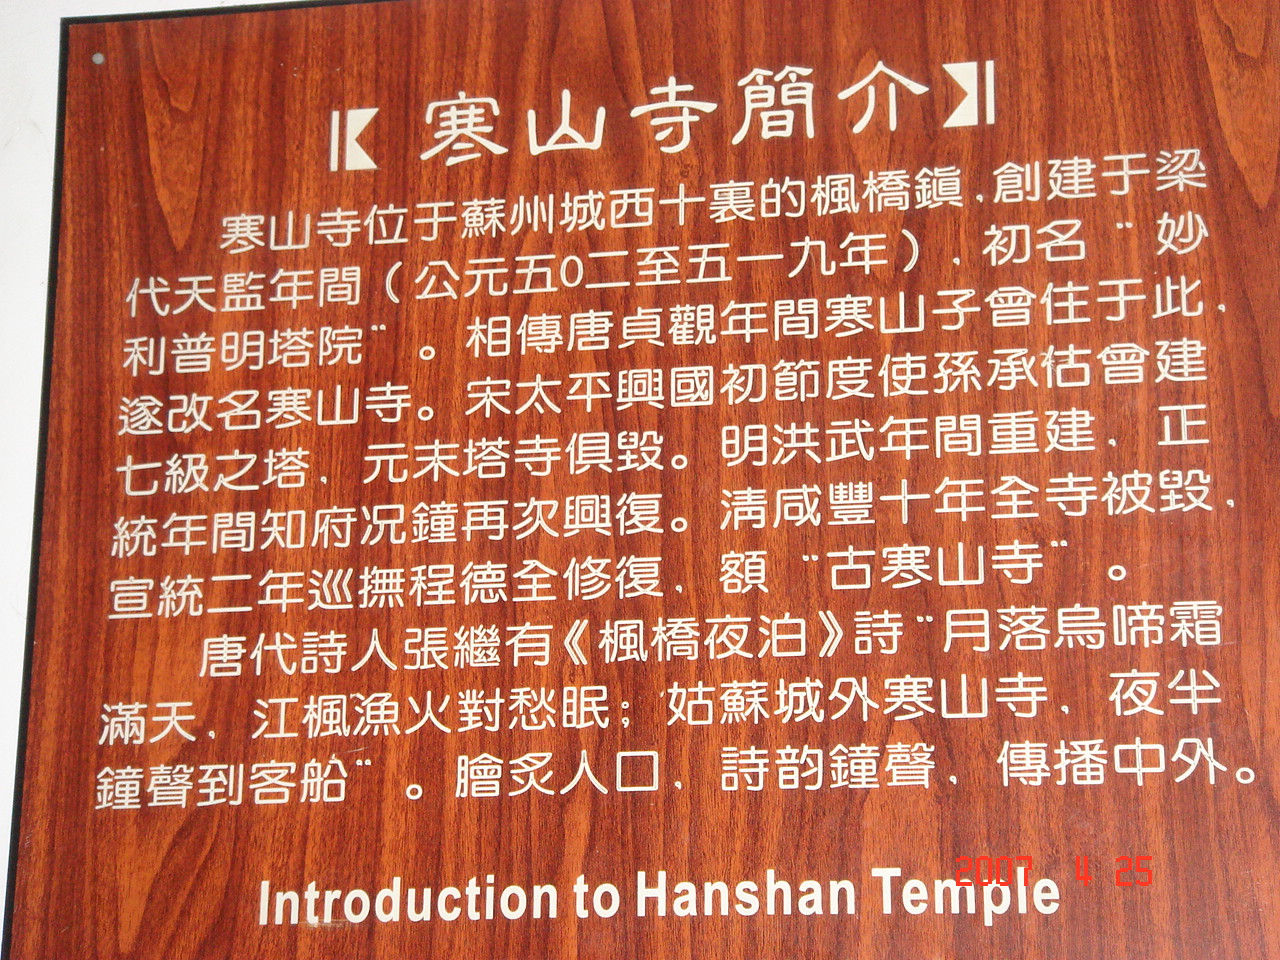 【寒山寺簡介】
寒山寺位于蘇州城西十裏的楓橋鎮,創建于梁
代天監年間(公元五0二至五一九年),初名"妙
利普明塔院"。相傳唐貞觀年間寒山子曾住于此,
遂改名寒山寺。宋太平興國初節度使孫承估曾建
七級之塔,元末塔寺俱毀。明洪武年間重建,正
統年間知府况鐘再次興復。清咸豐十年全寺被毀,
宣統二年巡撫程德全修復,額"古寒山寺"。
唐代詩人張繼有《楓橋夜泊》詩"月落烏啼霜
滿天,江楓漁火對愁眠;姑蘇城外寒山寺,夜半
鐘聲到客船"。膾炙人口,詩韵鐘聲,傳播中外。
Introduction to Hanshan Temple
2007 4 25